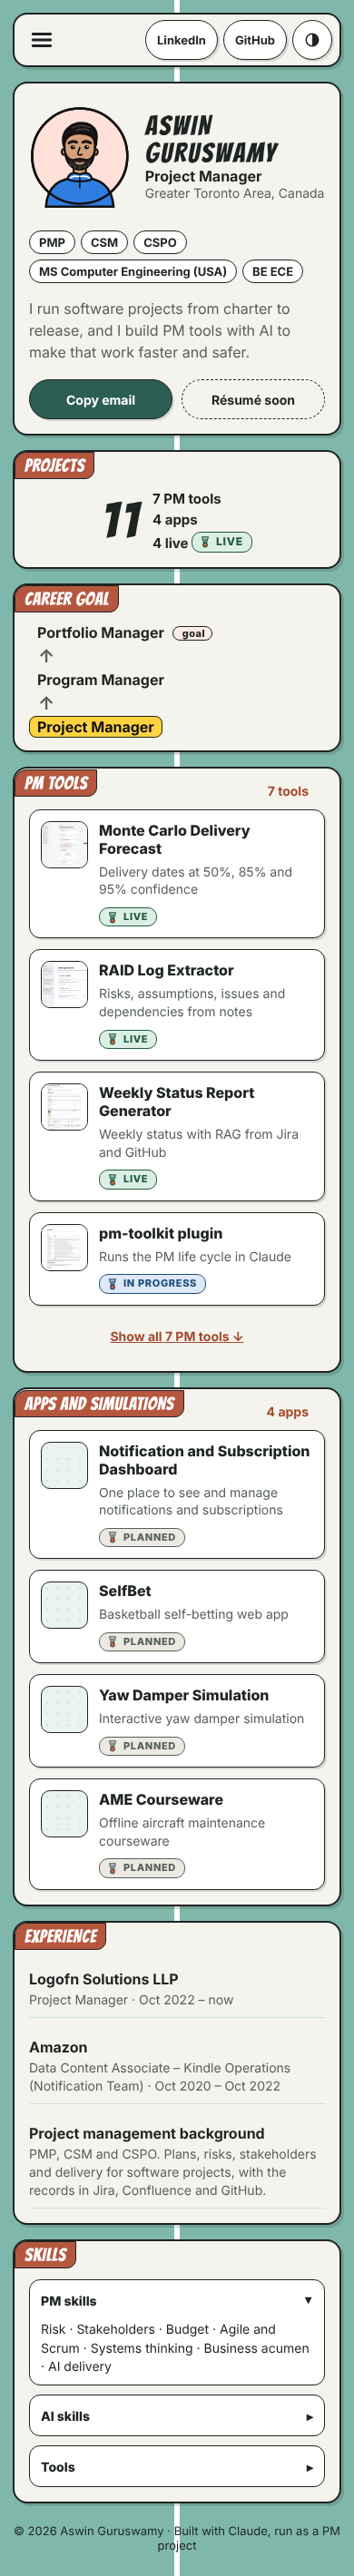 LinkedIn
GitHub
ASWIN
GURUSWAMY
Project Manager
Greater Toronto Area, Canada
PMP
CSM
CSPO
MS Computer Engineering (USA)
BE ECE
I run software projects from charter to
release, and I build PM tools with AI to
make that work faster and safer.
Copy email
Résumé soon
PROJECTS
11
7 PM tools
4 apps
4 live LIVE
CAREER GOAL
Portfolio Manager goal
↑
Program Manager
↑
Project Manager
PM TOOLS
7 tools
Monte Carlo Delivery
Forecast
Delivery dates at 50%, 85% and
95% confidence
LIVE
RAID Log Extractor
Risks, assumptions, issues and
dependencies from notes
LIVE
Weekly Status Report
Generator
Weekly status with RAG from Jira
and GitHub
LIVE
pm-toolkit plugin
Runs the PM life cycle in Claude
IN PROGRESS
Show all 7 PM tools ↓
APPS AND SIMULATIONS
4 apps
Notification and Subscription
Dashboard
One place to see and manage
notifications and subscriptions
PLANNED
SelfBet
Basketball self-betting web app
PLANNED
Yaw Damper Simulation
Interactive yaw damper simulation
PLANNED
AME Courseware
Offline aircraft maintenance
courseware
PLANNED
EXPERIENCE
Logofn Solutions LLP
Project Manager · Oct 2022 – now
Amazon
Data Content Associate – Kindle Operations
(Notification Team) · Oct 2020 – Oct 2022
Project management background
PMP, CSM and CSPO. Plans, risks, stakeholders
and delivery for software projects, with the
records in Jira, Confluence and GitHub.
SKILLS
PM skills
Risk · Stakeholders · Budget · Agile and
Scrum · Systems thinking · Business acumen
· AI delivery
AI skills
Tools
© 2026 Aswin Guruswamy · Built with Claude, run as a PM
project